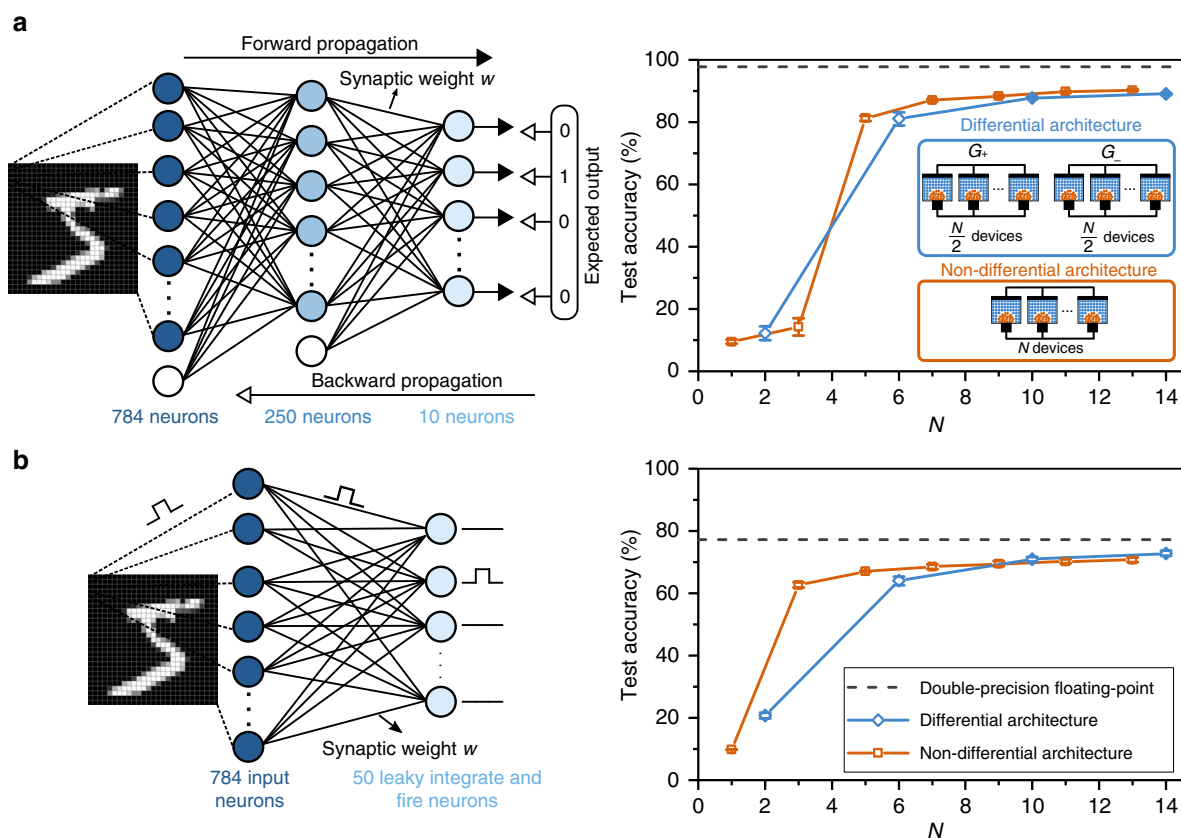 a
Forward propagation
Synaptic weight w
0
1
0
0
Expected output
Backward propagation
784 neurons
250 neurons
10 neurons
Test accuracy (%)
100
80
60
40
20
0
Differential architecture
G+
G−
...
...
N/2 devices
N/2 devices
Non-differential architecture
...
N devices
0 2 4 6 8 10 12 14
N
b
Synaptic weight w
784 input
neurons
50 leaky integrate and
fire neurons
Test accuracy (%)
100
80
60
40
20
0
Double-precision floating-point
Differential architecture
Non-differential architecture
0 2 4 6 8 10 12 14
N